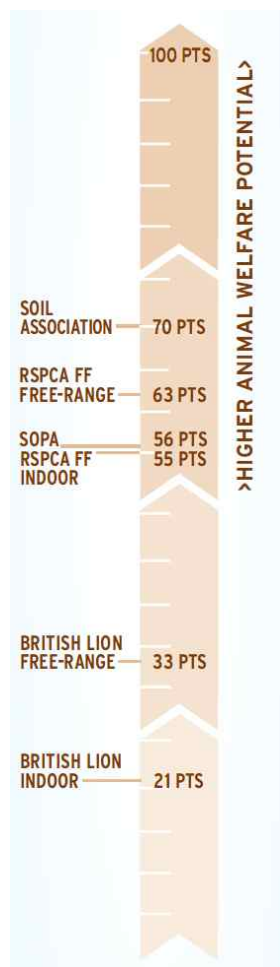 100 PTS
>HIGHER ANIMAL WELFARE POTENTIAL>
SOIL
ASSOCIATION 70 PTS
RSPCA FF
FREE-RANGE 63 PTS
SOPA 56 PTS
RSPCA FF 55 PTS
INDOOR
BRITISH LION
FREE-RANGE 33 PTS
BRITISH LION
INDOOR 21 PTS